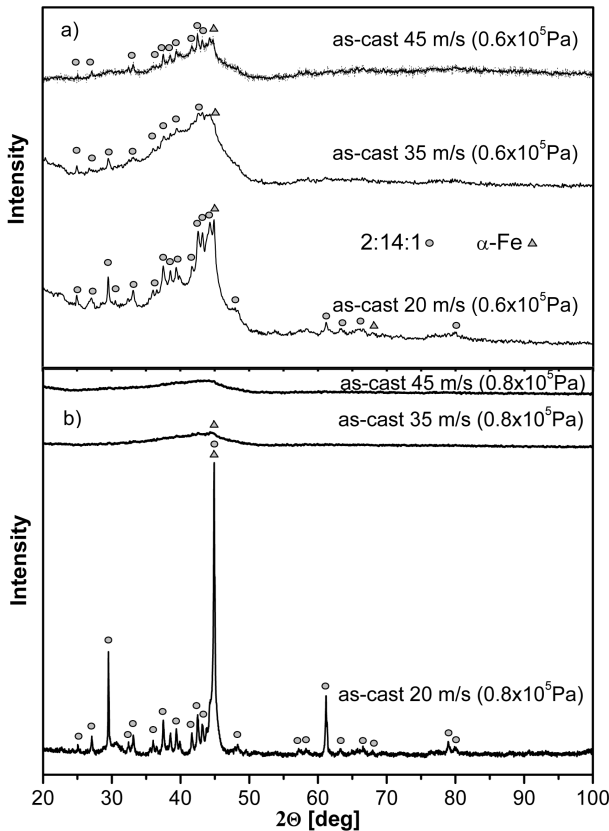 a)
as-cast 45 m/s (0.6x10⁵Pa)
as-cast 35 m/s (0.6x10⁵Pa)
2:14:1 α-Fe
as-cast 20 m/s (0.6x10⁵Pa)
Intensity
as-cast 45 m/s (0.8x10⁵Pa)
b)
as-cast 35 m/s (0.8x10⁵Pa)
as-cast 20 m/s (0.8x10⁵Pa)
Intensity
20 30 40 50 60 70 80 90 100
2Θ [deg]